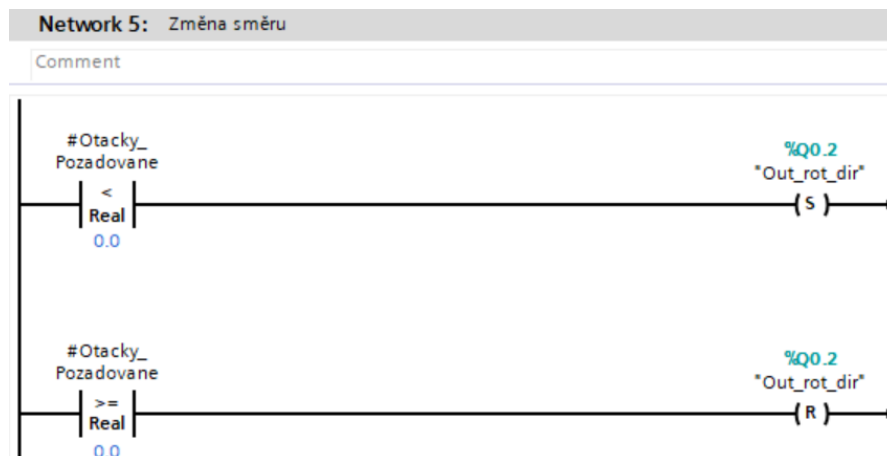 Network 5: Změna směru
Comment
#Otacky_
Pozadovane
<
Real
0.0
%Q0.2
"Out_rot_dir"
S
#Otacky_
Pozadovane
>=
Real
0.0
%Q0.2
"Out_rot_dir"
R